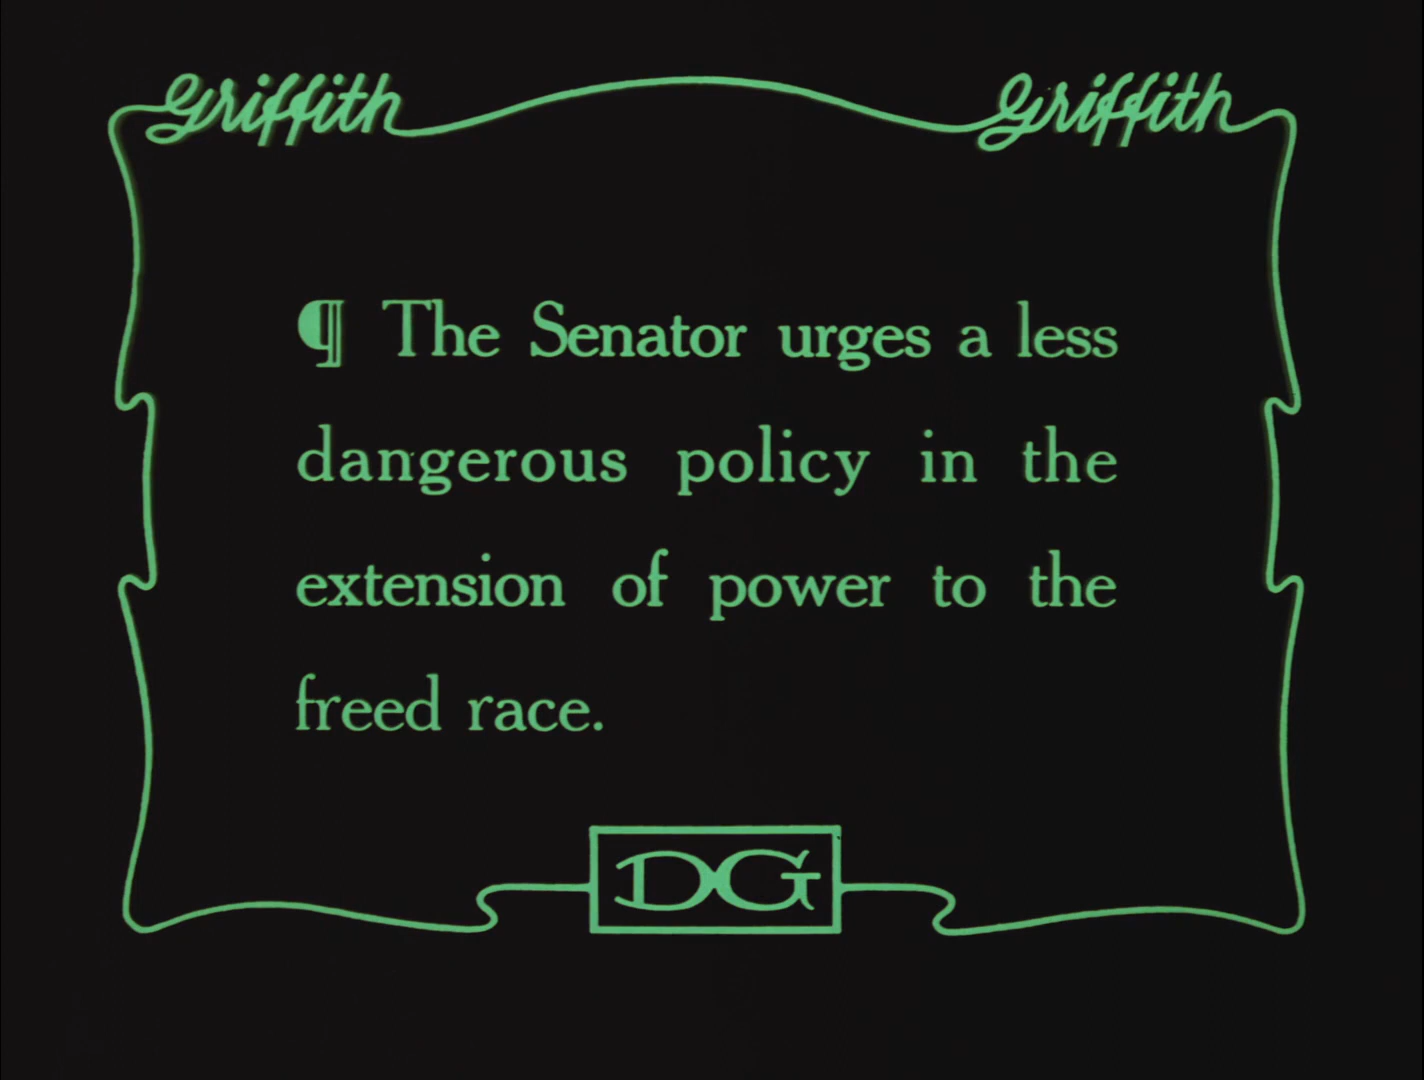 Griffith Griffith
¶ The Senator urges a less
dangerous policy in the
extension of power to the
freed race.
DG